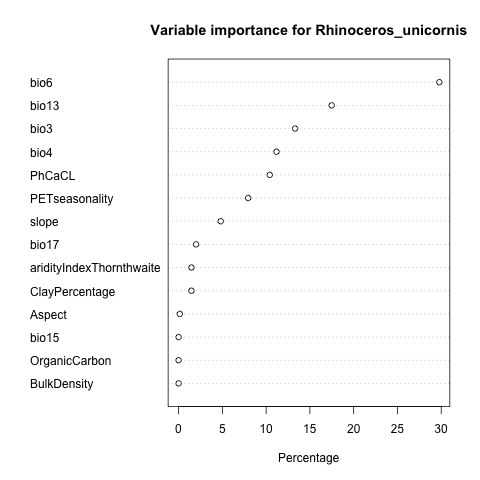 Variable importance for Rhinoceros_unicornis
bio6
bio13
bio3
bio4
PhCaCL
PETseasonality
slope
bio17
aridityIndexThornthwaite
ClayPercentage
Aspect
bio15
OrganicCarbon
BulkDensity
0 5 10 15 20 25 30
Percentage